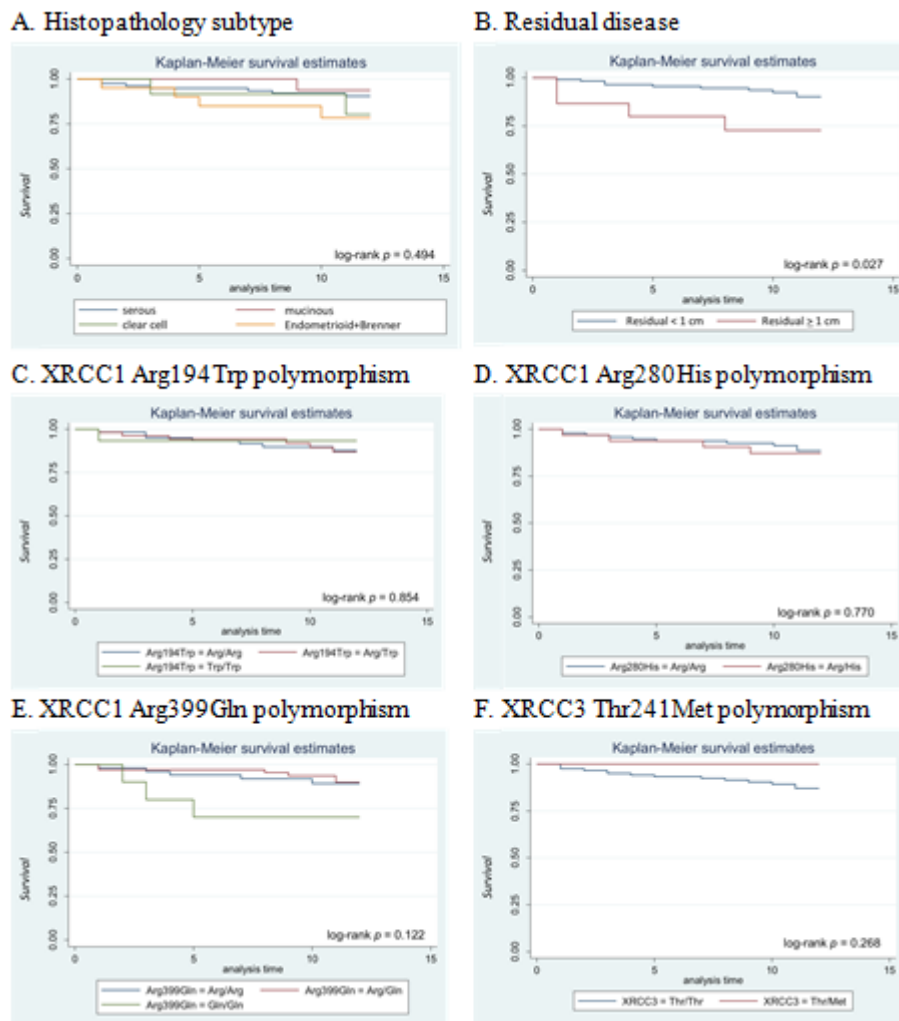 A. Histopathology subtype
Kaplan-Meier survival estimates
1.00
0.75
0.50
0.25
0.00
Survival
log-rank p = 0.494
0 5 10 15
analysis time
serous mucinous
clear cell Endometrioid+Brenner
B. Residual disease
Kaplan-Meier survival estimates
1.00
0.75
0.50
0.25
0.00
Survival
log-rank p = 0.027
0 5 10 15
analysis time
Residual < 1 cm Residual ≥ 1 cm
C. XRCC1 Arg194Trp polymorphism
Kaplan-Meier survival estimates
1.00
0.75
0.50
0.25
0.00
Survival
log-rank p = 0.854
0 5 10 15
analysis time
Arg194Trp = Arg/Arg Arg194Trp = Arg/Trp
Arg194Trp = Trp/Trp
D. XRCC1 Arg280His polymorphism
Kaplan-Meier survival estimates
1.00
0.75
0.50
0.25
0.00
Survival
log-rank p = 0.770
0 5 10 15
analysis time
Arg280His = Arg/Arg Arg280His = Arg/His
E. XRCC1 Arg399Gln polymorphism
Kaplan-Meier survival estimates
1.00
0.75
0.50
0.25
0.00
Survival
log-rank p = 0.122
0 5 10 15
analysis time
Arg399Gln = Arg/Arg Arg399Gln = Arg/Gln
Arg399Gln = Gln/Gln
F. XRCC3 Thr241Met polymorphism
Kaplan-Meier survival estimates
1.00
0.75
0.50
0.25
0.00
Survival
log-rank p = 0.268
0 5 10 15
analysis time
XRCC3 = Thr/Thr XRCC3 = Thr/Met